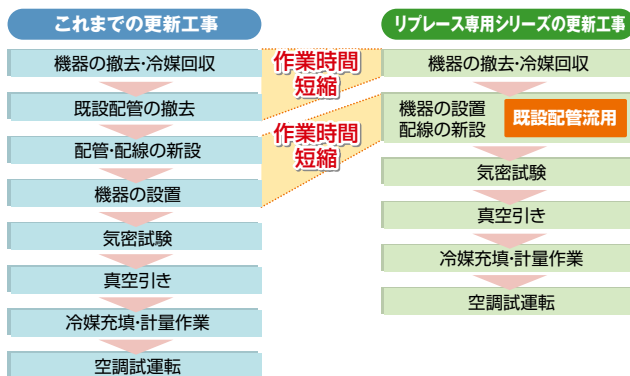 これまでの更新工事
機器の撤去・冷媒回収
既設配管の撤去
配管・配線の新設
機器の設置
気密試験
真空引き
冷媒充填・計量作業
空調試運転
作業時間
短縮
作業時間
短縮
リプレース専用シリーズの更新工事
機器の撤去・冷媒回収
機器の設置
配線の新設
既設配管流用
気密試験
真空引き
冷媒充填・計量作業
空調試運転